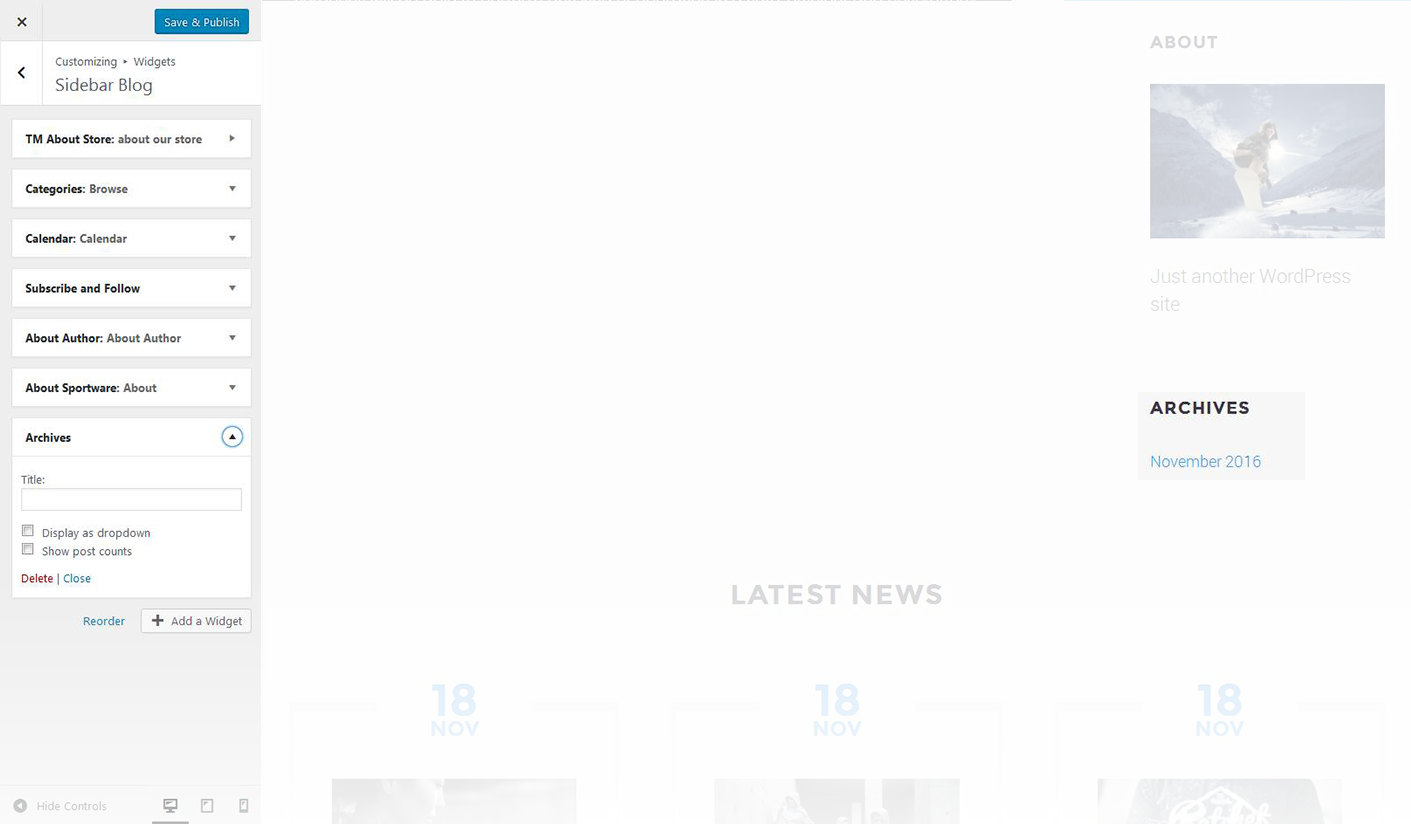 Save & Publish
Customizing ▸ Widgets
Sidebar Blog
TM About Store: about our store
Categories: Browse
Calendar: Calendar
Subscribe and Follow
About Author: About Author
About Sportware: About
Archives
Title:
Display as dropdown
Show post counts
Delete | Close
Reorder
Add a Widget
Hide Controls
ABOUT
Just another WordPress
site
ARCHIVES
November 2016
LATEST NEWS
18
NOV
18
NOV
18
NOV